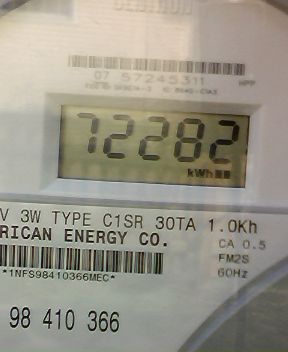 07 57245311
72282
kWh
V 3W TYPE C1SR 30TA 1.0Kh
RICAN ENERGY CO.
CA 0.5
FM2S
60Hz
*1NFS98410366MEC*
98 410 366